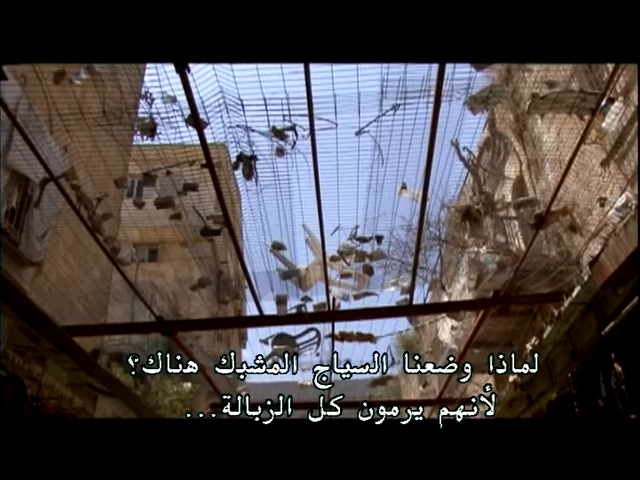 لماذا وضعنا السياج المشبك هناك؟
لأنهم يرمون كل الزبالة...